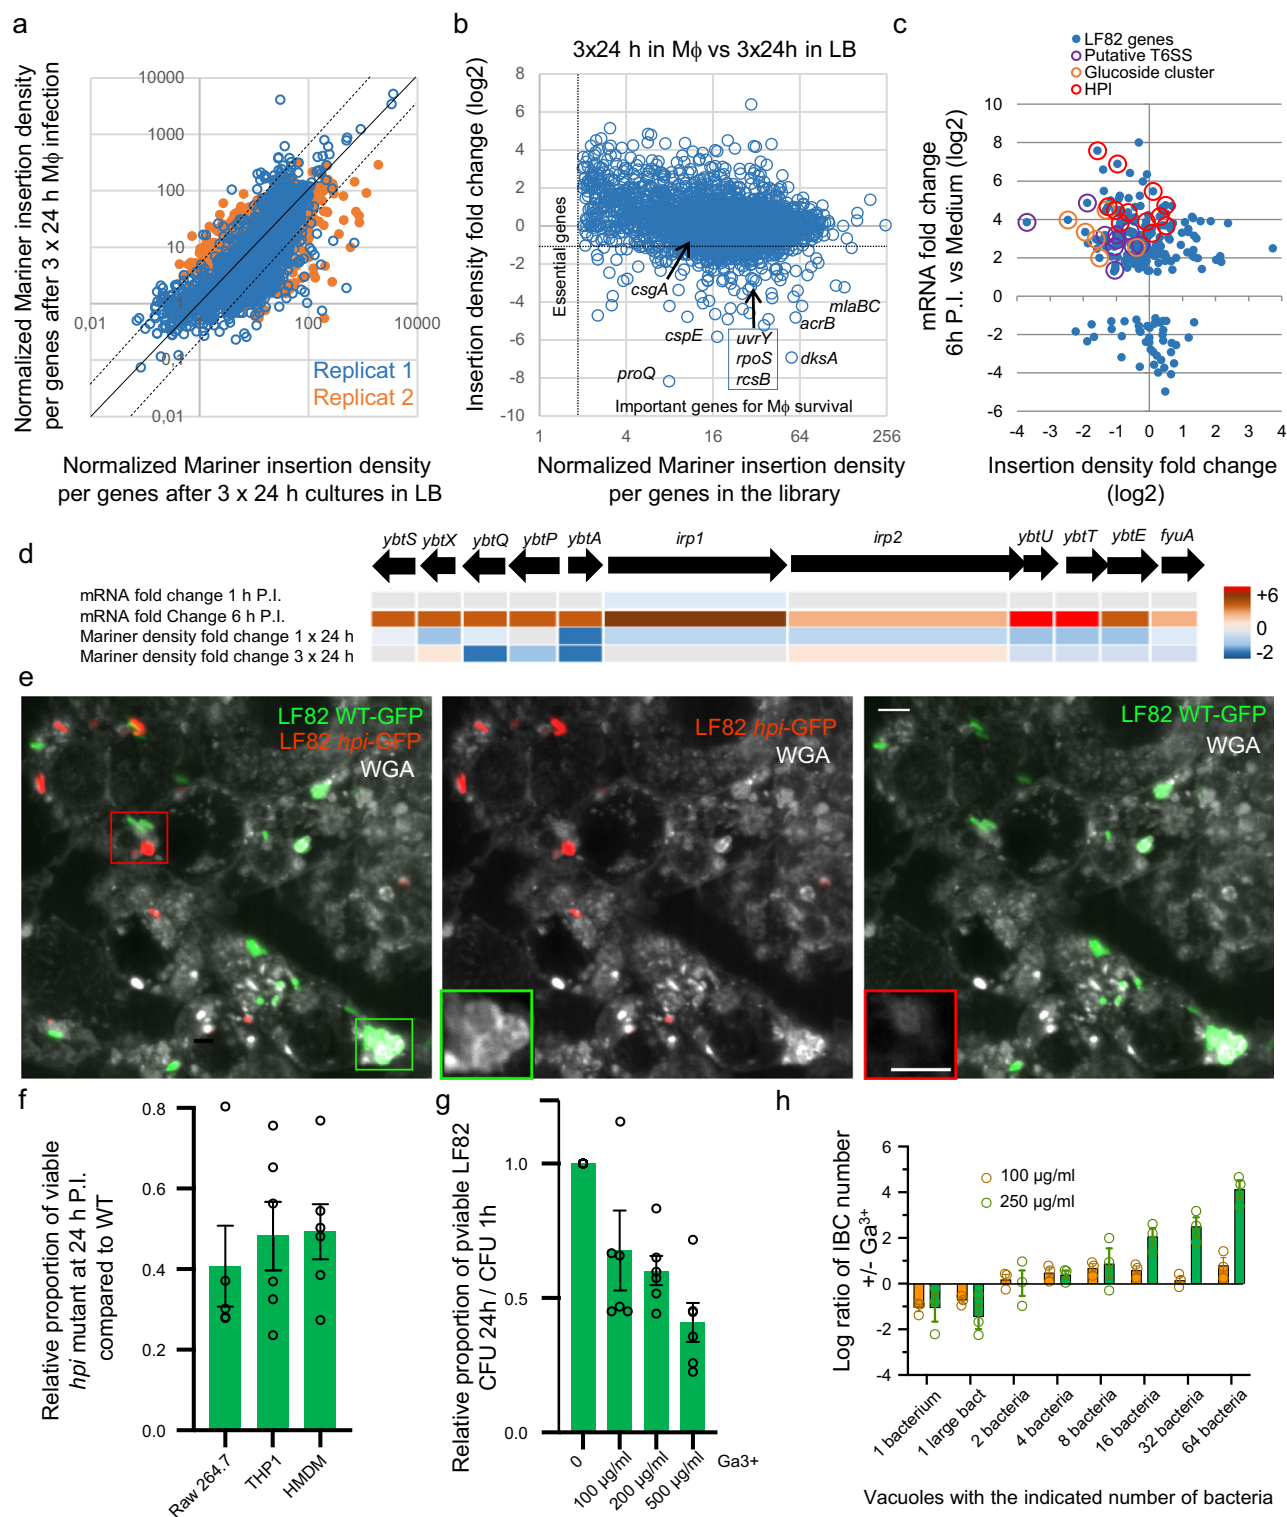 a
Normalized Mariner insertion density
per genes after 3 x 24 h Mϕ infection
10000
1000
100
10
1
0,1
0,01
0,01
1
100
10000
Replicat 1
Replicat 2
Normalized Mariner insertion density
per genes after 3 x 24 h cultures in LB
b
3x24 h in Mϕ vs 3x24h in LB
Insertion density fold change (log2)
8
6
4
2
0
-2
-4
-6
-8
-10
Essential genes
csgA
cspE
proQ
uvrY
rpoS
rcsB
acrB
mlaBC
dksA
Important genes for Mϕ survival
1
4
16
64
256
Normalized Mariner insertion density
per genes in the library
c
LF82 genes
Putative T6SS
Glucoside cluster
HPI
mRNA fold change
6h P.I. vs Medium (log2)
10
8
6
4
2
0
-2
-4
-6
-4 -3 -2 -1 0 1 2 3 4
Insertion density fold change
(log2)
d
ybtS ybtX ybtQ ybtP ybtA irp1 irp2 ybtU ybtT ybtE fyuA
mRNA fold change 1 h P.I.
mRNA fold Change 6 h P.I.
Mariner density fold change 1 x 24 h
Mariner density fold change 3 x 24 h
+6
0
-2
e
LF82 WT-GFP
LF82 hpi-GFP
WGA
LF82 hpi-GFP
WGA
LF82 WT-GFP
WGA
f
Relative proportion of viable
hpi mutant at 24 h P.I.
compared to WT
0.8
0.6
0.4
0.2
0.0
Raw 264.7
THP1
HMDM
g
Relative proportion of pviable LF82
CFU 24h / CFU 1h
1.0
0.5
0.0
0
100 µg/ml
200 µg/ml
500 µg/ml
Ga3+
h
Log ratio of IBC number
+/- Ga3+
6
4
2
0
-2
-4
100 µg/ml
250 µg/ml
1 bacterium
1 large bact
2 bacteria
4 bacteria
8 bacteria
16 bacteria
32 bacteria
64 bacteria
Vacuoles with the indicated number of bacteria